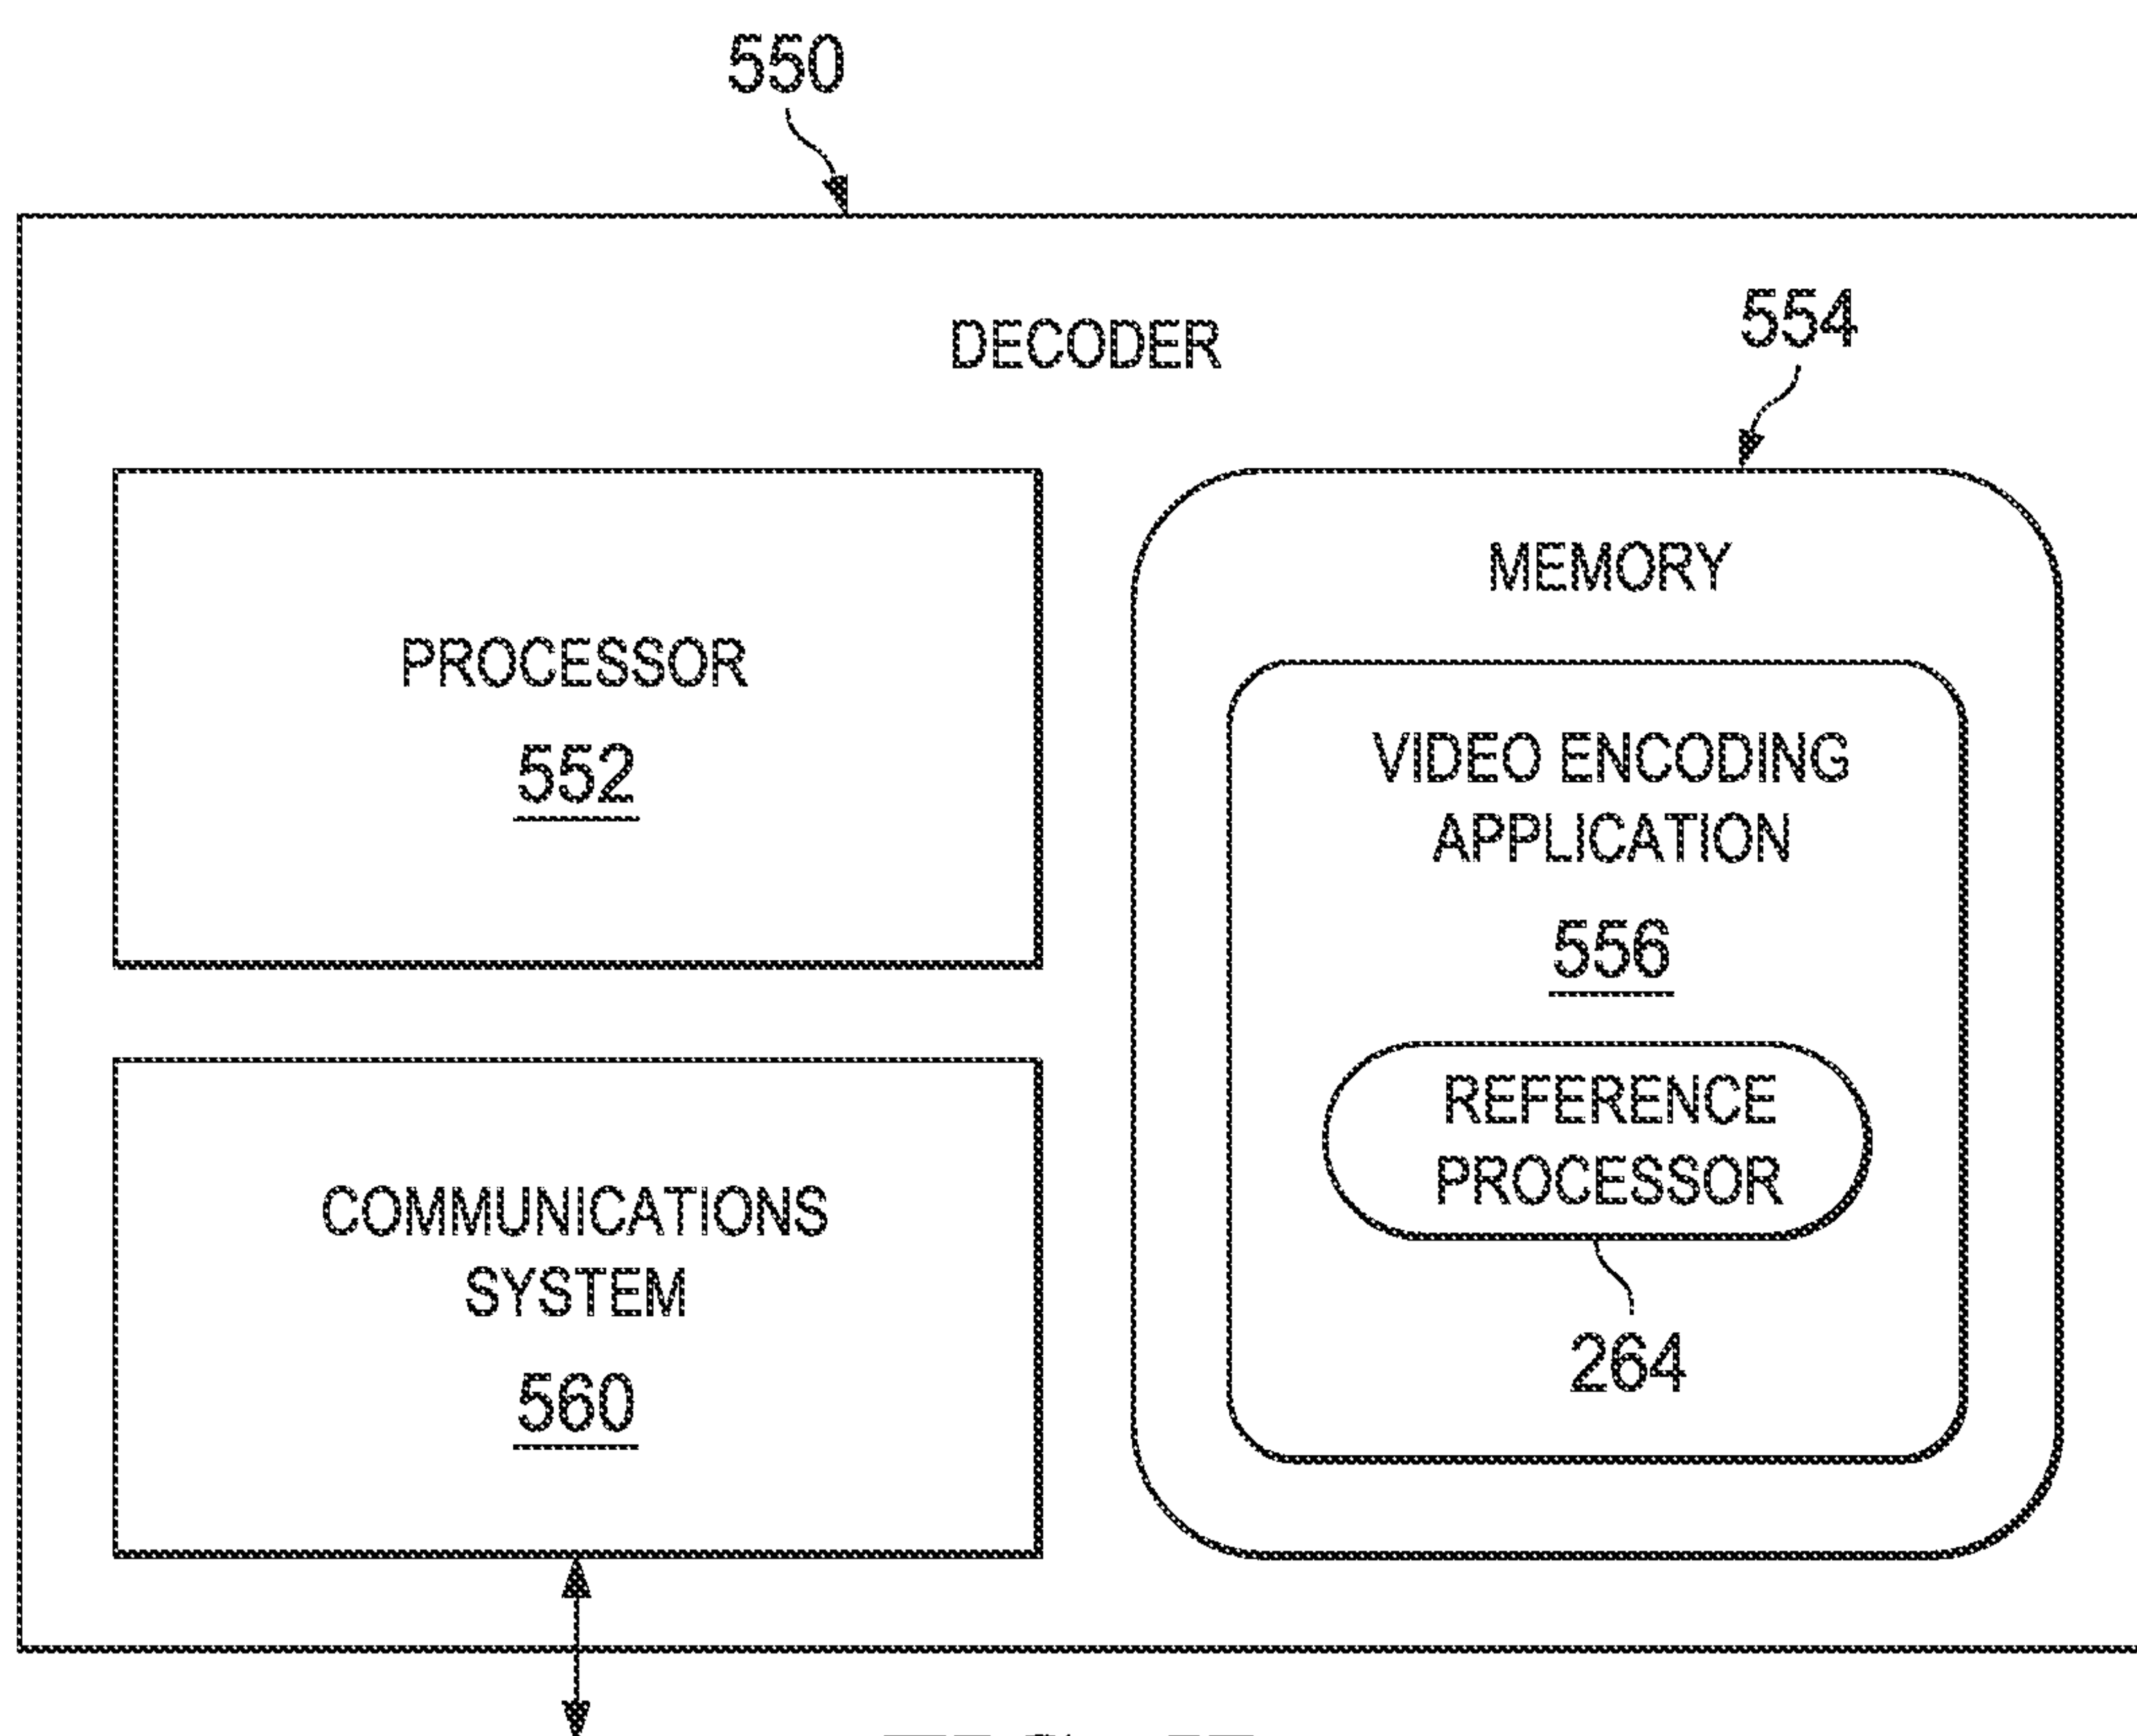 550
DECODER
554
PROCESSOR
552
MEMORY
VIDEO ENCODING
APPLICATION
556
REFERENCE
PROCESSOR
264
COMMUNICATIONS
SYSTEM
560